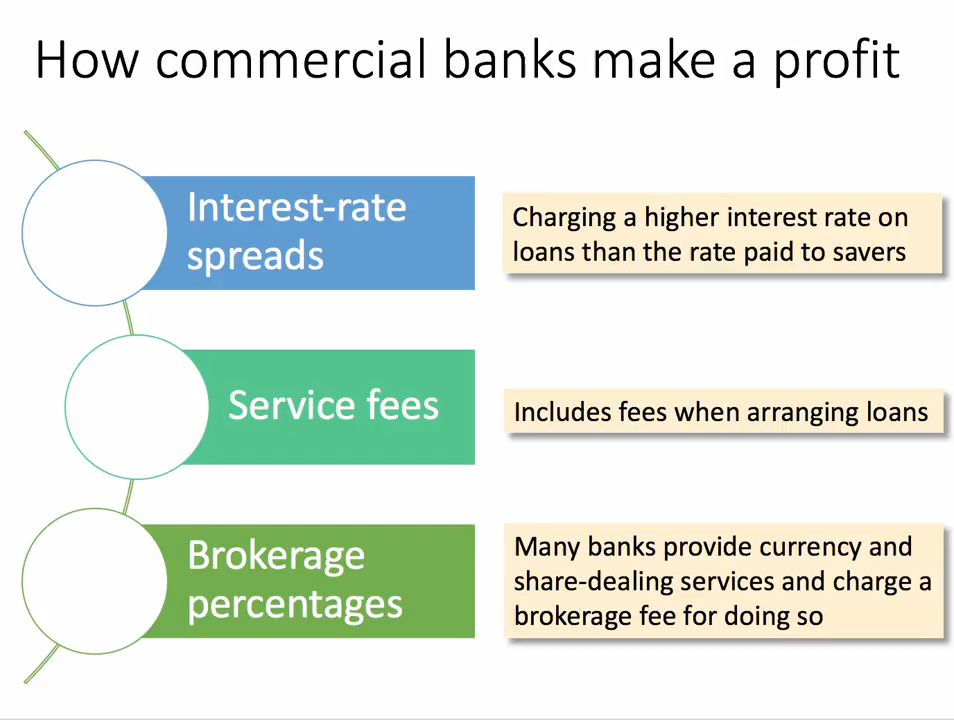 How commercial banks make a profit
Interest-rate
spreads
Charging a higher interest rate on
loans than the rate paid to savers
Service fees
Includes fees when arranging loans
Brokerage
percentages
Many banks provide currency and
share-dealing services and charge a
brokerage fee for doing so